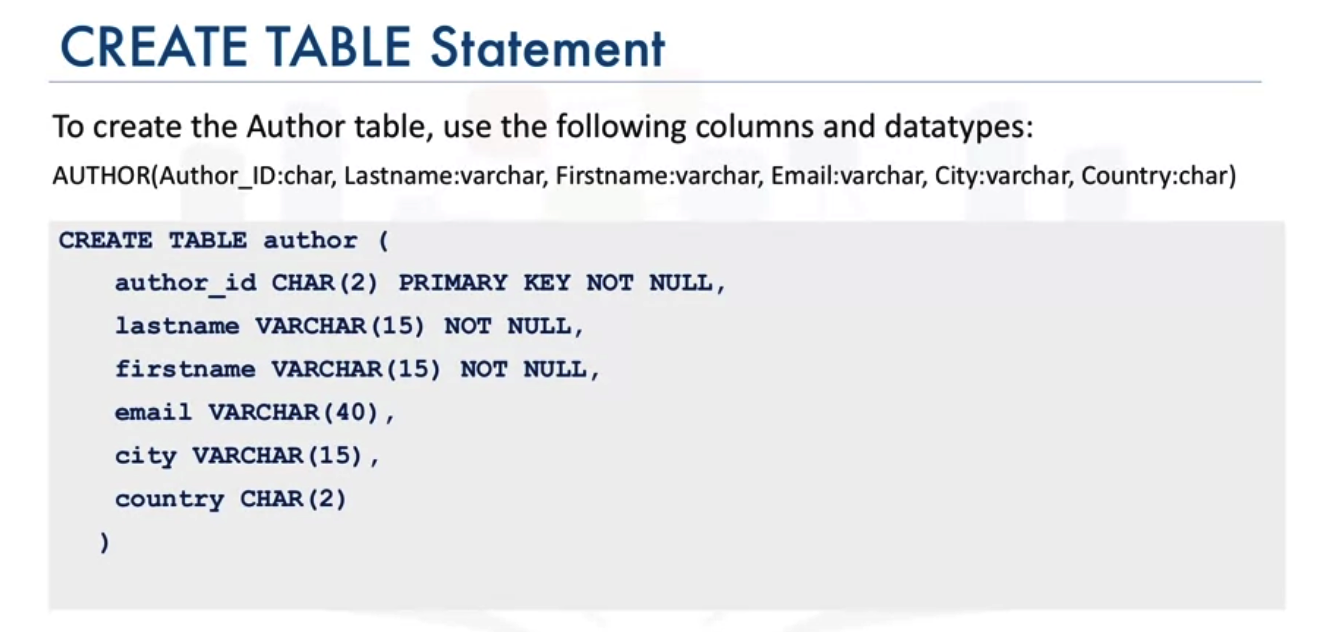 CREATE TABLE Statement
To create the Author table, use the following columns and datatypes:
AUTHOR(Author_ID:char, Lastname:varchar, Firstname:varchar, Email:varchar, City:varchar, Country:char)
CREATE TABLE author (
author_id CHAR(2) PRIMARY KEY NOT NULL,
lastname VARCHAR(15) NOT NULL,
firstname VARCHAR(15) NOT NULL,
email VARCHAR(40),
city VARCHAR(15),
country CHAR(2)
)